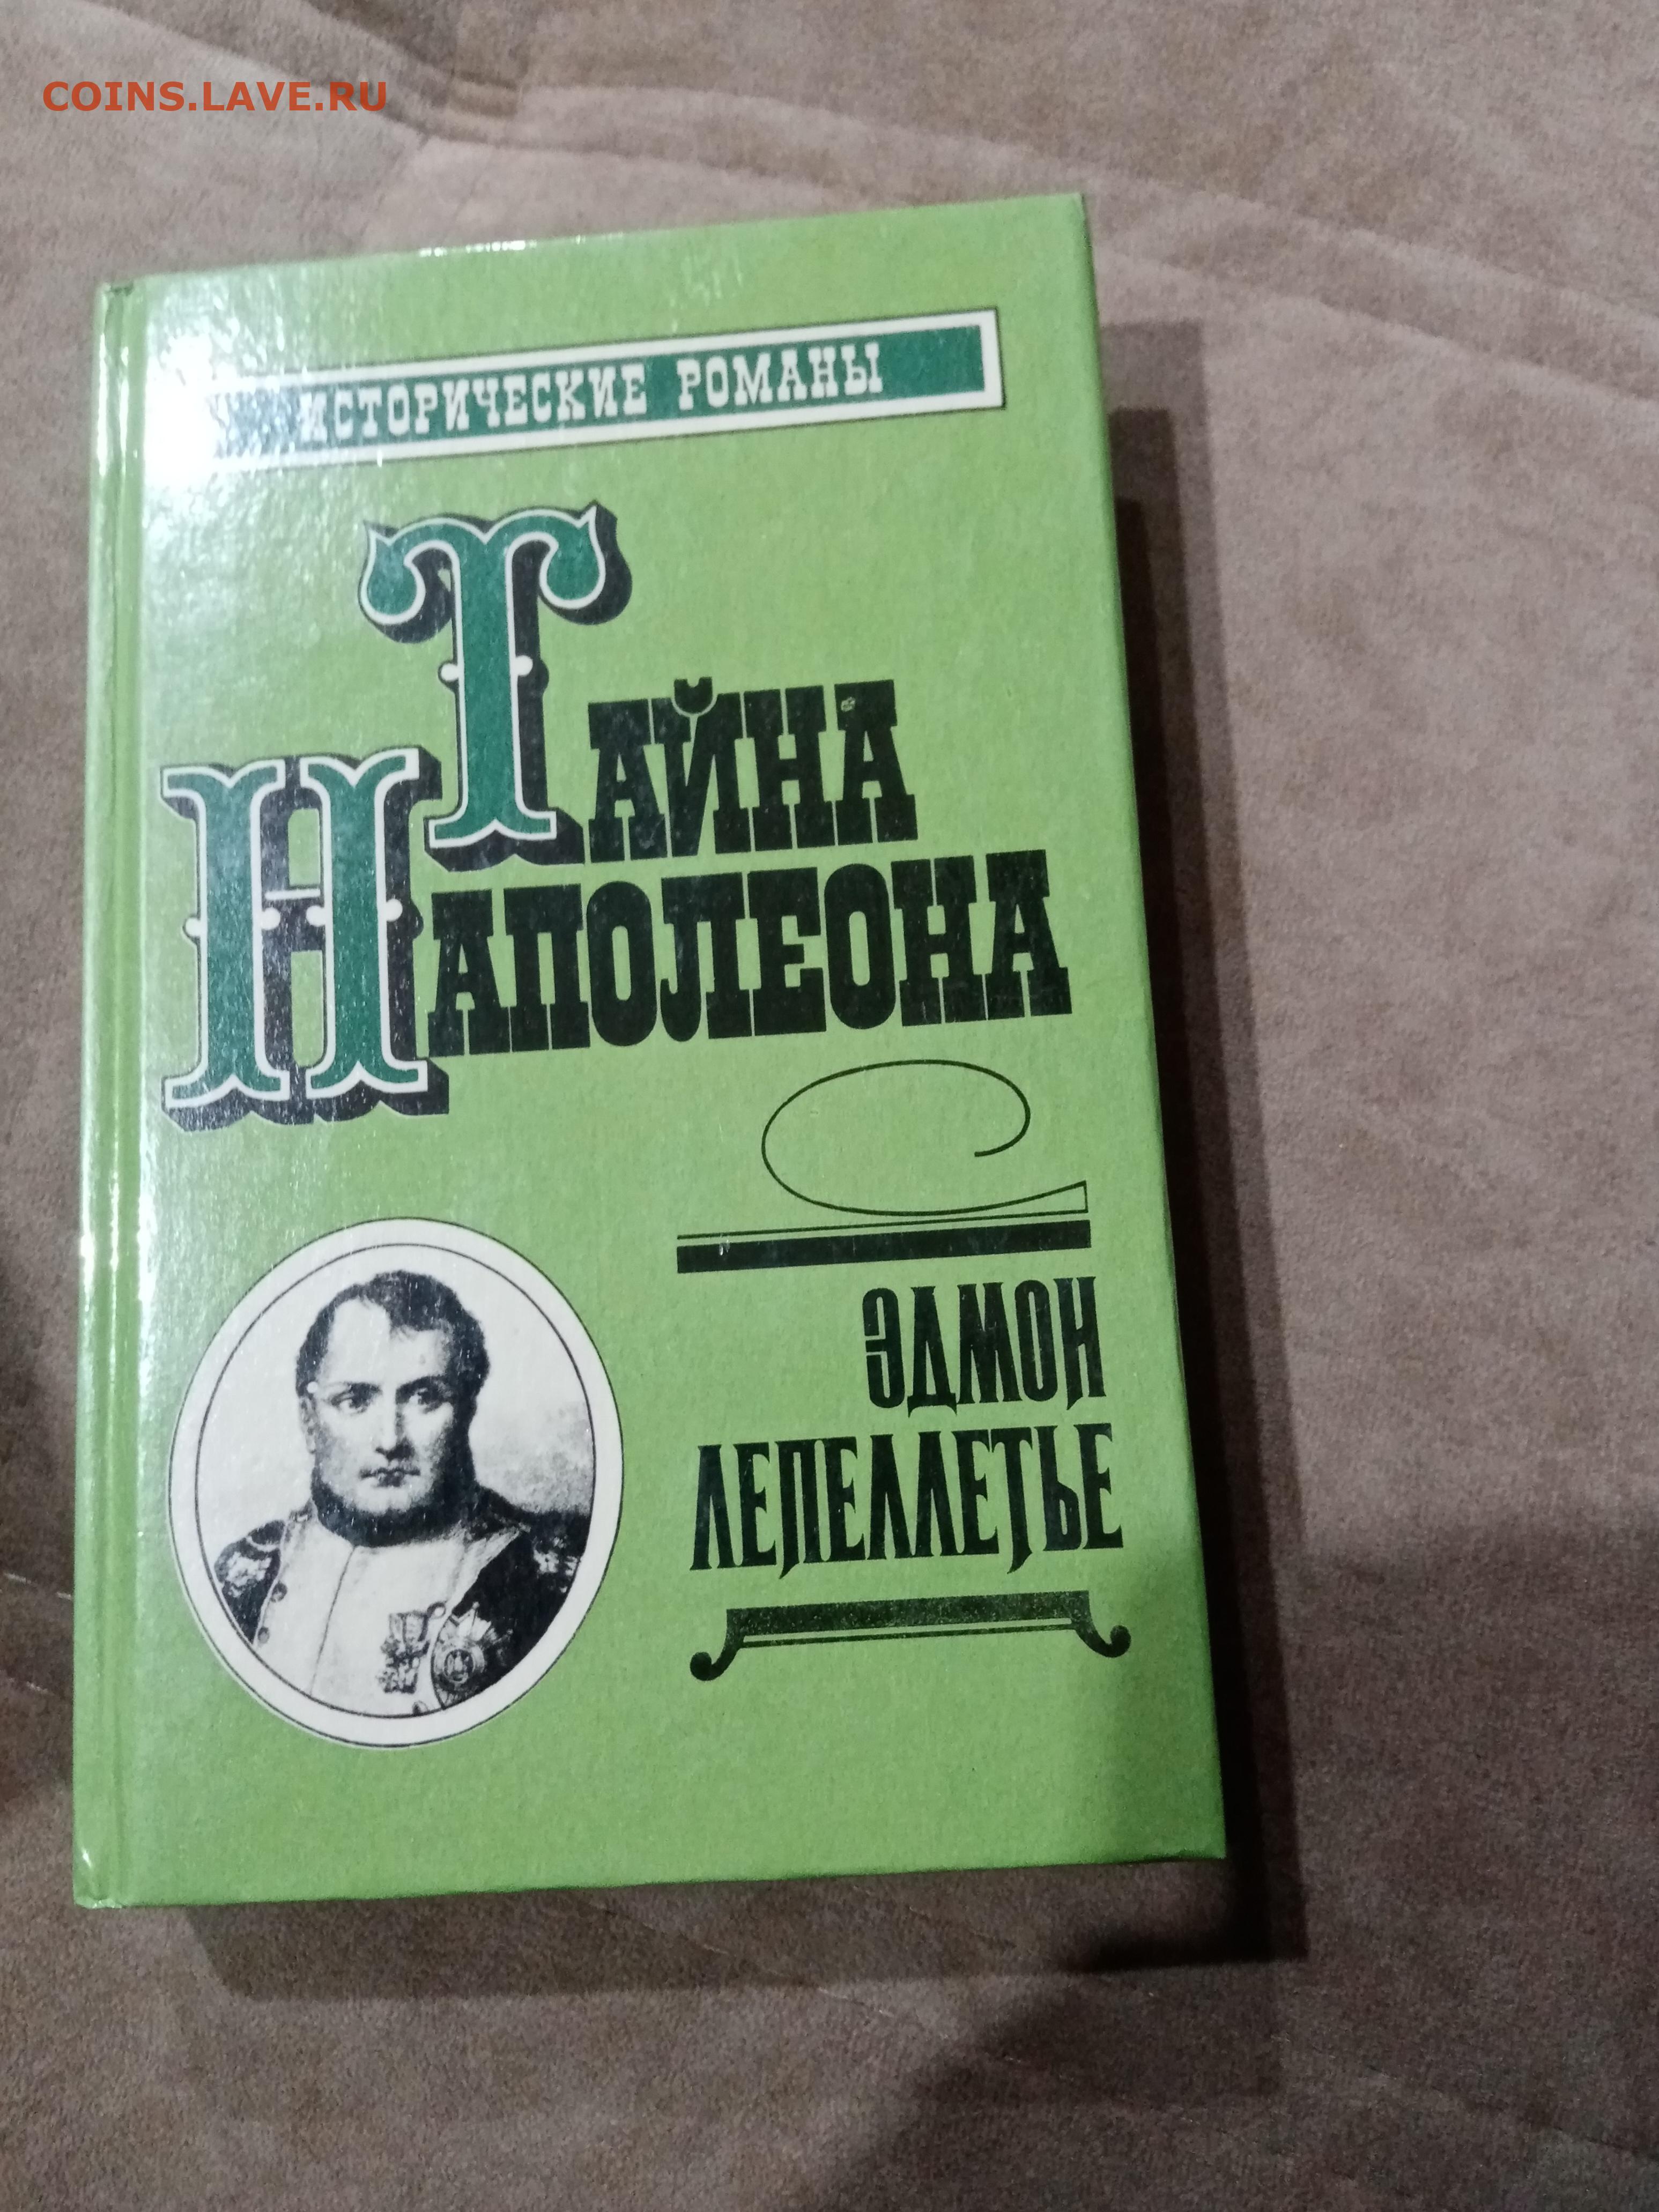 COINS.LAVE.RU
ИСТОРИЧЕСКИЕ РОМАНЫ
ТАЙНА
НАПОЛЕОНА
ЭДМОН
ЛЕПЕЛЛЕТЬЕ